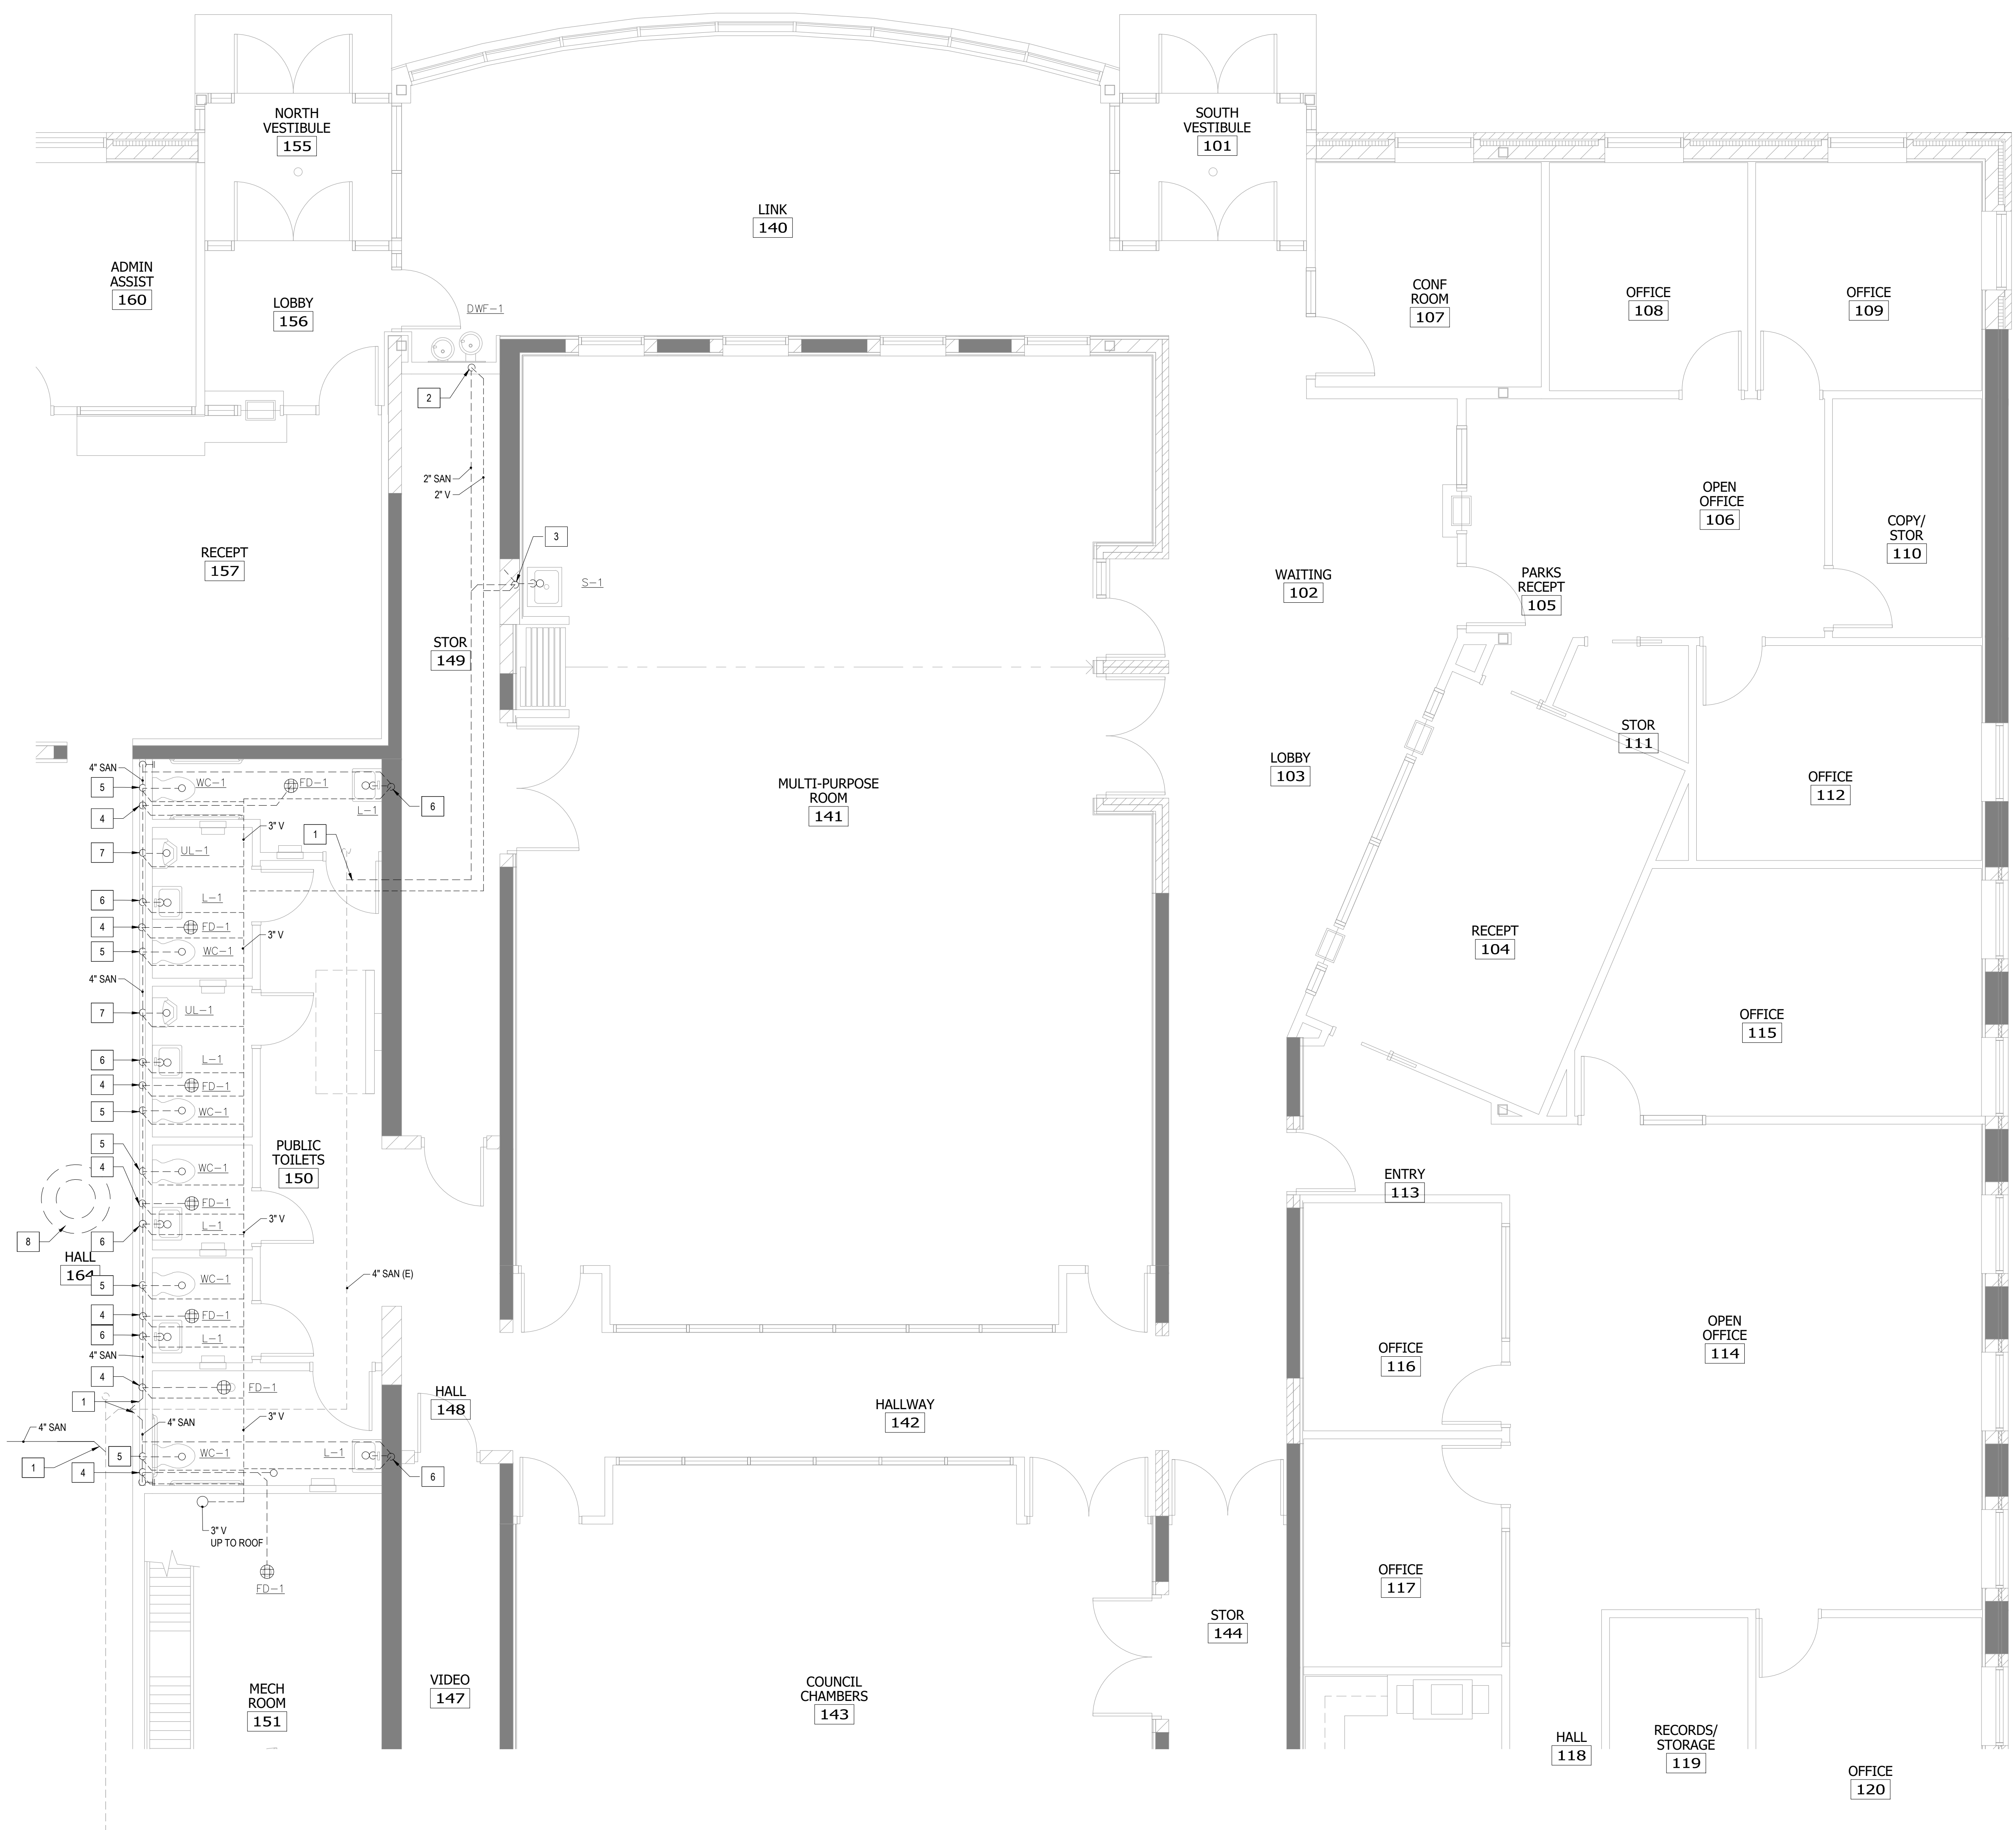 NORTH
VESTIBULE
155
SOUTH
VESTIBULE
101
LINK
140
ADMIN
ASSIST
160
LOBBY
156
DWF-1
CONF
ROOM
107
OFFICE
108
OFFICE
109
2
2" SAN
2" V
OPEN
OFFICE
106
COPY/
STOR
110
RECEPT
157
3
S-1
WAITING
102
PARKS
RECEPT
105
STOR
149
STOR
111
LOBBY
103
OFFICE
112
MULTI-PURPOSE
ROOM
141
4" SAN
5
WC-1
FD-1
6
4
L-1
3" V
1
7
UL-1
6
L-1
4
FD-1
3" V
5
WC-1
RECEPT
104
4" SAN
7
UL-1
OFFICE
115
6
L-1
4
FD-1
5
WC-1
PUBLIC
TOILETS
150
5
WC-1
4
FD-1
ENTRY
113
3" V
6
L-1
8
HALL
164
4" SAN (E)
5
WC-1
4
FD-1
6
L-1
4" SAN
OPEN
OFFICE
114
OFFICE
116
4
FD-1
1
HALL
148
HALLWAY
142
4" SAN
4" SAN
3" V
5
WC-1
L-1
1
4
6
3" V
UP TO ROOF
FD-1
OFFICE
117
STOR
144
MECH
ROOM
151
VIDEO
147
COUNCIL
CHAMBERS
143
HALL
118
RECORDS/
STORAGE
119
OFFICE
120